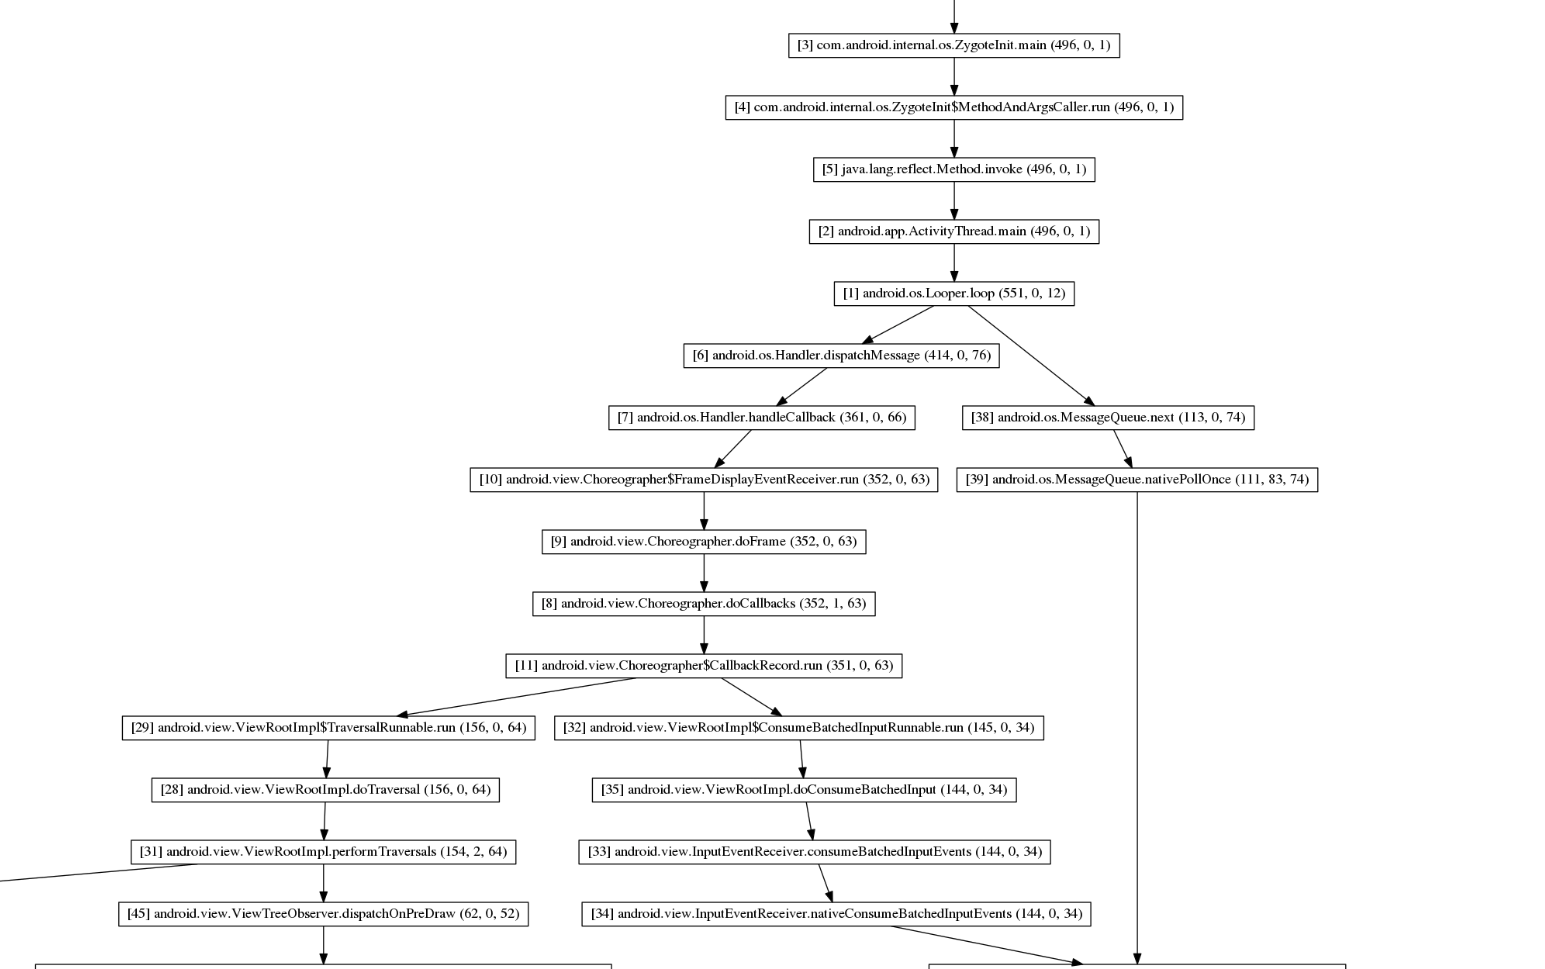 [3] com.android.internal.os.ZygoteInit.main (496, 0, 1)
[4] com.android.internal.os.ZygoteInit$MethodAndArgsCaller.run (496, 0, 1)
[5] java.lang.reflect.Method.invoke (496, 0, 1)
[2] android.app.ActivityThread.main (496, 0, 1)
[1] android.os.Looper.loop (551, 0, 12)
[6] android.os.Handler.dispatchMessage (414, 0, 76)
[7] android.os.Handler.handleCallback (361, 0, 66)
[38] android.os.MessageQueue.next (113, 0, 74)
[10] android.view.Choreographer$FrameDisplayEventReceiver.run (352, 0, 63)
[39] android.os.MessageQueue.nativePollOnce (111, 83, 74)
[9] android.view.Choreographer.doFrame (352, 0, 63)
[8] android.view.Choreographer.doCallbacks (352, 1, 63)
[11] android.view.Choreographer$CallbackRecord.run (351, 0, 63)
[29] android.view.ViewRootImpl$TraversalRunnable.run (156, 0, 64)
[32] android.view.ViewRootImpl$ConsumeBatchedInputRunnable.run (145, 0, 34)
[28] android.view.ViewRootImpl.doTraversal (156, 0, 64)
[35] android.view.ViewRootImpl.doConsumeBatchedInput (144, 0, 34)
[31] android.view.ViewRootImpl.performTraversals (154, 2, 64)
[33] android.view.InputEventReceiver.consumeBatchedInputEvents (144, 0, 34)
[45] android.view.ViewTreeObserver.dispatchOnPreDraw (62, 0, 52)
[34] android.view.InputEventReceiver.nativeConsumeBatchedInputEvents (144, 0, 34)